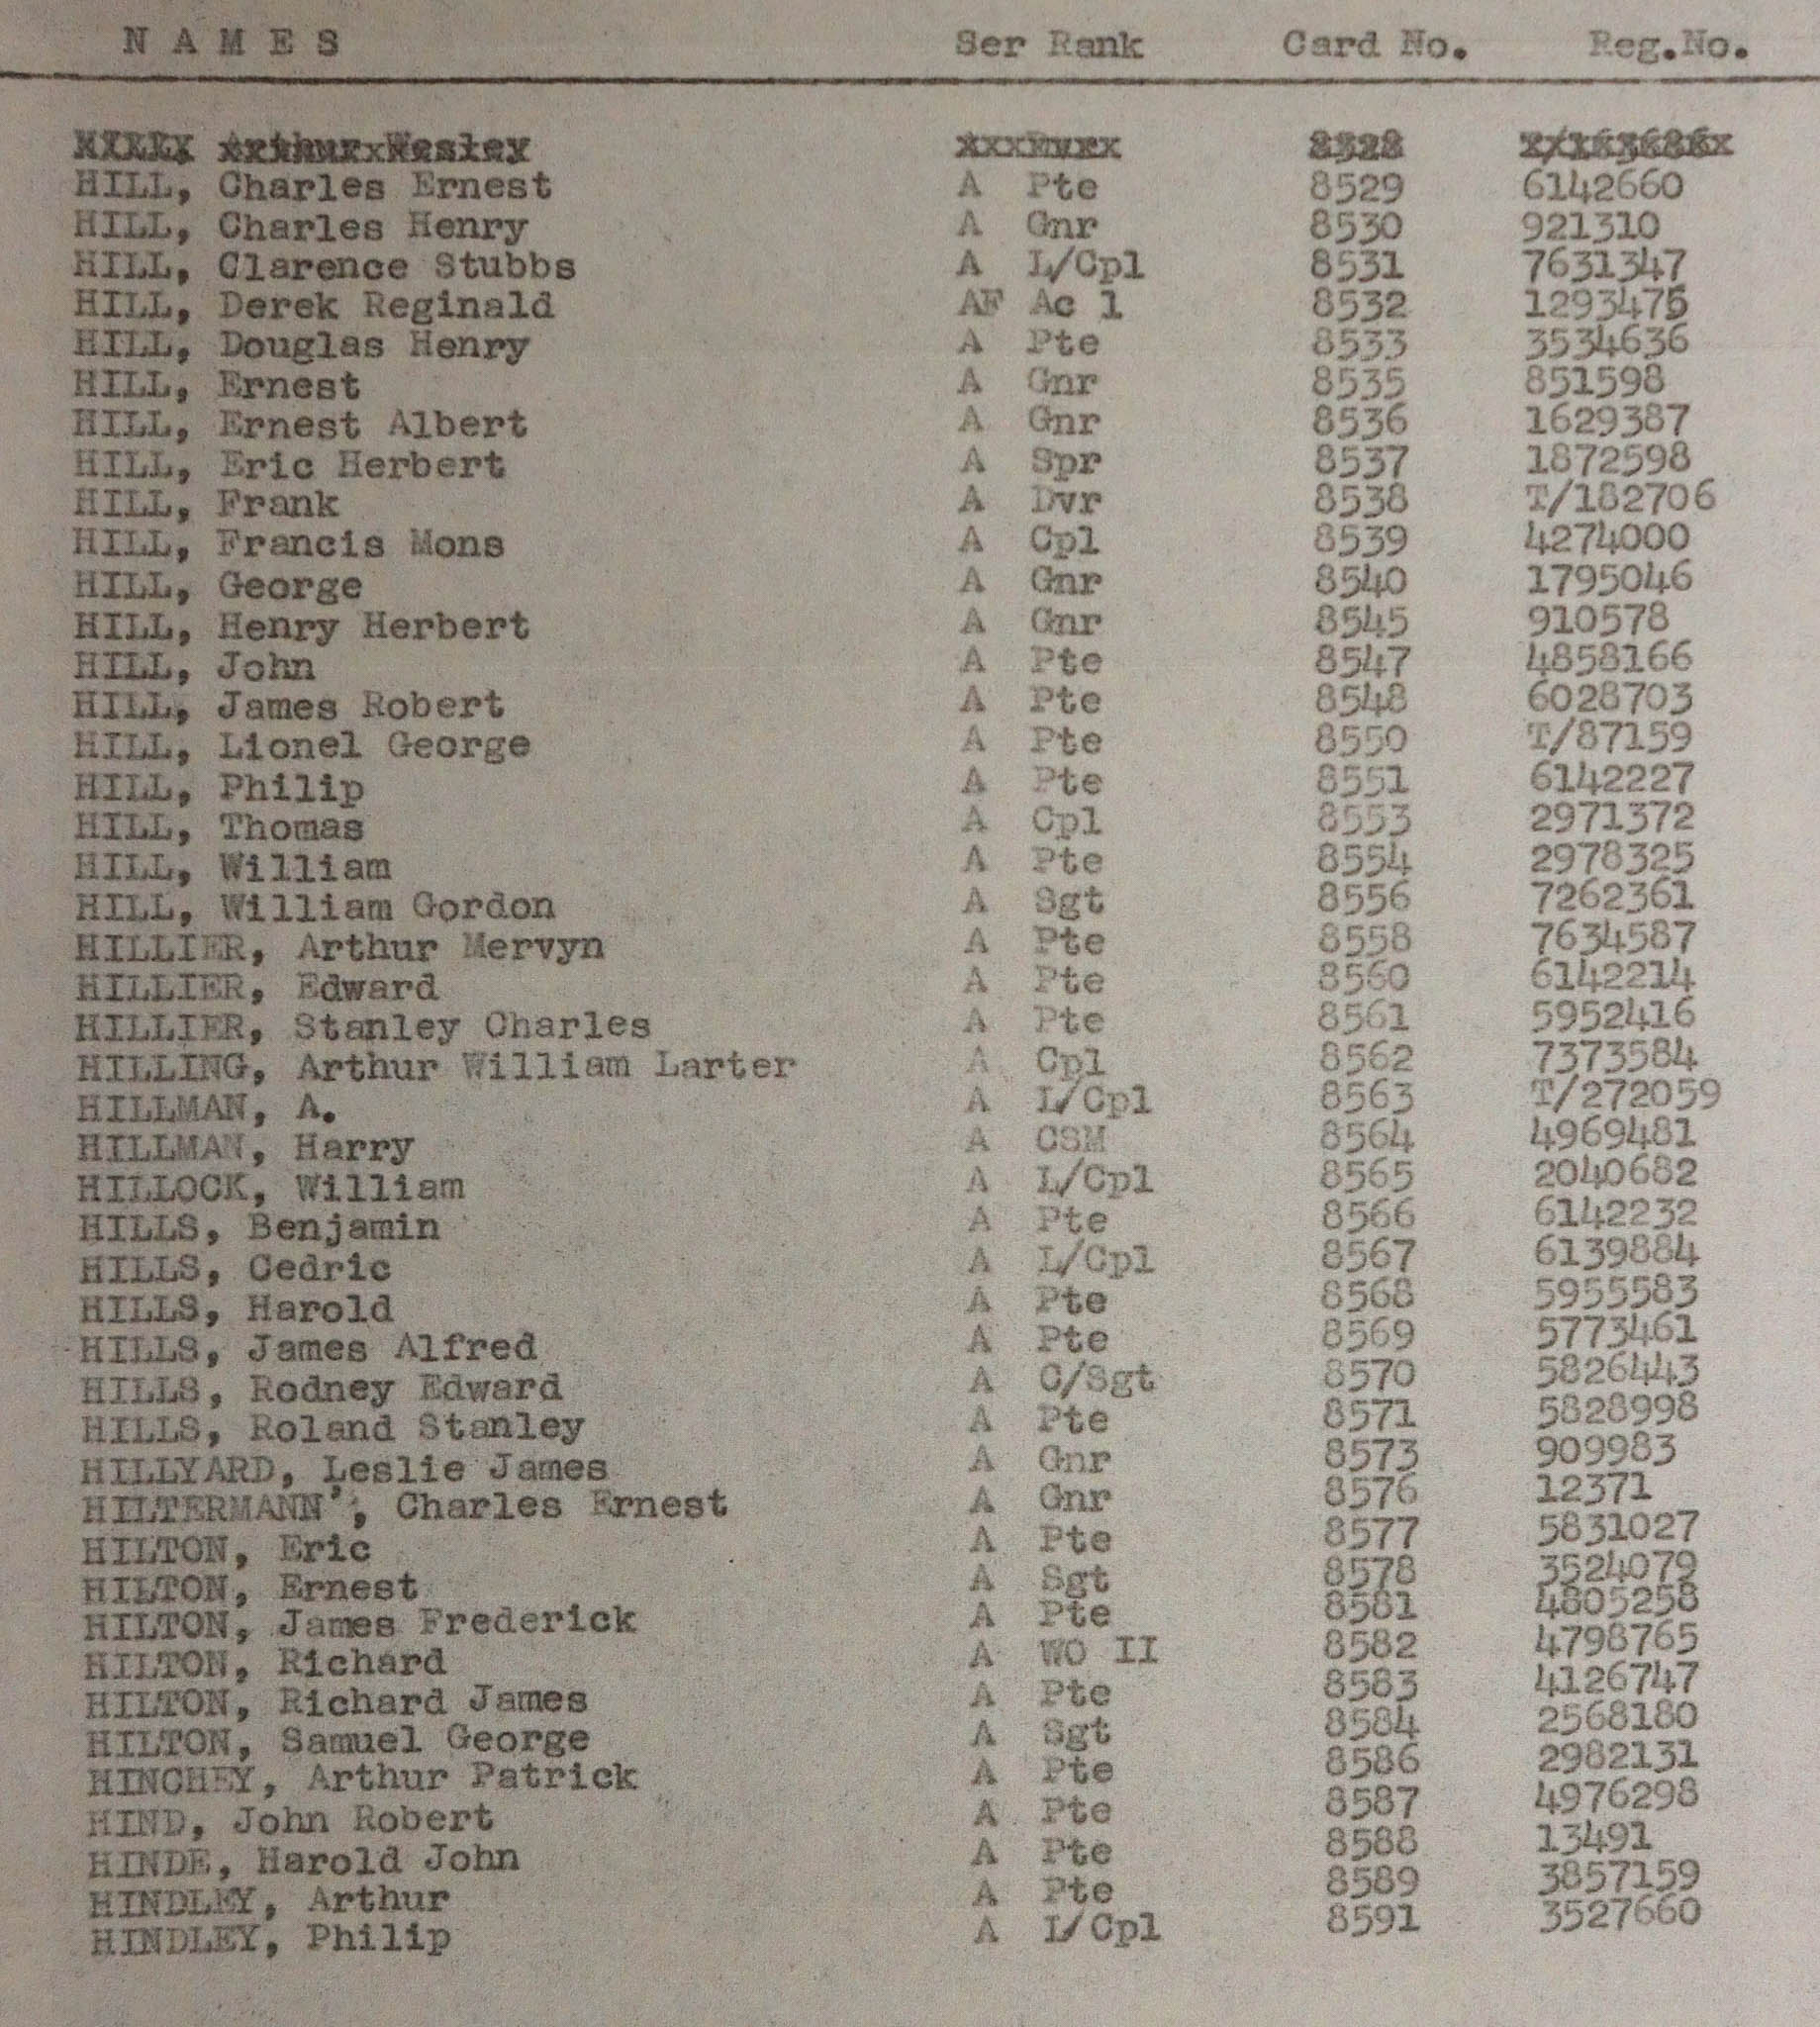 NAMES Ser Rank Card No. Reg.No.
8528
HILL, Charles Ernest A Pte 8529 6142660
HILL, Charles Henry A Gnr 8530 921310
HILL, Clarence Stubbs A L/Cpl 8531 7631347
HILL, Derek Reginald AF Ac 1 8532 1293475
HILL, Douglas Henry A Pte 8533 3534636
HILL, Ernest A Gnr 8535 851598
HILL, Ernest Albert A Gnr 8536 1629387
HILL, Eric Herbert A Spr 8537 1872598
HILL, Frank A Dvr 8538 T/182706
HILL, Francis Mons A Cpl 8539 4274000
HILL, George A Gnr 8540 1795046
HILL, Henry Herbert A Gnr 8545 910578
HILL, John A Pte 8547 4858166
HILL, James Robert A Pte 8548 6028703
HILL, Lionel George A Pte 8550 T/87159
HILL, Philip A Pte 8551 6142227
HILL, Thomas A Cpl 8553 2971372
HILL, William A Pte 8554 2978325
HILL, William Gordon A Sgt 8556 7262361
HILLIER, Arthur Mervyn A Pte 8558 7634587
HILLIER, Edward A Pte 8560 6142214
HILLIER, Stanley Charles A Pte 8561 5952416
HILLING, Arthur William Larter A Cpl 8562 7373584
HILLMAN, A. A L/Cpl 8563 T/272059
HILLMAN, Harry A CSM 8564 4969481
HILLOCK, William A L/Cpl 8565 2040682
HILLS, Benjamin A Pte 8566 6142232
HILLS, Cedric A L/Cpl 8567 6139884
HILLS, Harold A Pte 8568 5955583
HILLS, James Alfred A Pte 8569 5773461
HILLS, Rodney Edward A C/Sgt 8570 5826443
HILLS, Roland Stanley A Pte 8571 5828998
HILLYARD, Leslie James A Gnr 8573 909983
HILTERMANN', Charles Ernest A Gnr 8576 12371
HILTON, Eric A Pte 8577 5831027
HILTON, Ernest A Sgt 8578 3524079
HILTON, James Frederick A Pte 8581 4805258
HILTON, Richard A WO II 8582 4798765
HILTON, Richard James A Pte 8583 4126747
HILTON, Samuel George A Sgt 8584 2568180
HINCHEY, Arthur Patrick A Pte 8586 2982131
HIND, John Robert A Pte 8587 4976298
HINDE, Harold John A Pte 8588 13491
HINDLEY, Arthur A Pte 8589 3857159
HINDLEY, Philip A L/Cpl 8591 3527660